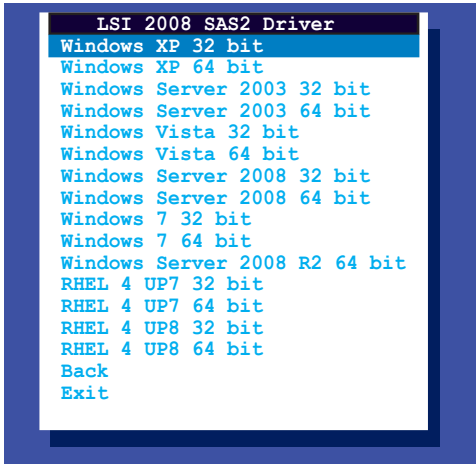 LSI 2008 SAS2 Driver
Windows XP 32 bit
Windows XP 64 bit
Windows Server 2003 32 bit
Windows Server 2003 64 bit
Windows Vista 32 bit
Windows Vista 64 bit
Windows Server 2008 32 bit
Windows Server 2008 64 bit
Windows 7 32 bit
Windows 7 64 bit
Windows Server 2008 R2 64 bit
RHEL 4 UP7 32 bit
RHEL 4 UP7 64 bit
RHEL 4 UP8 32 bit
RHEL 4 UP8 64 bit
Back
Exit